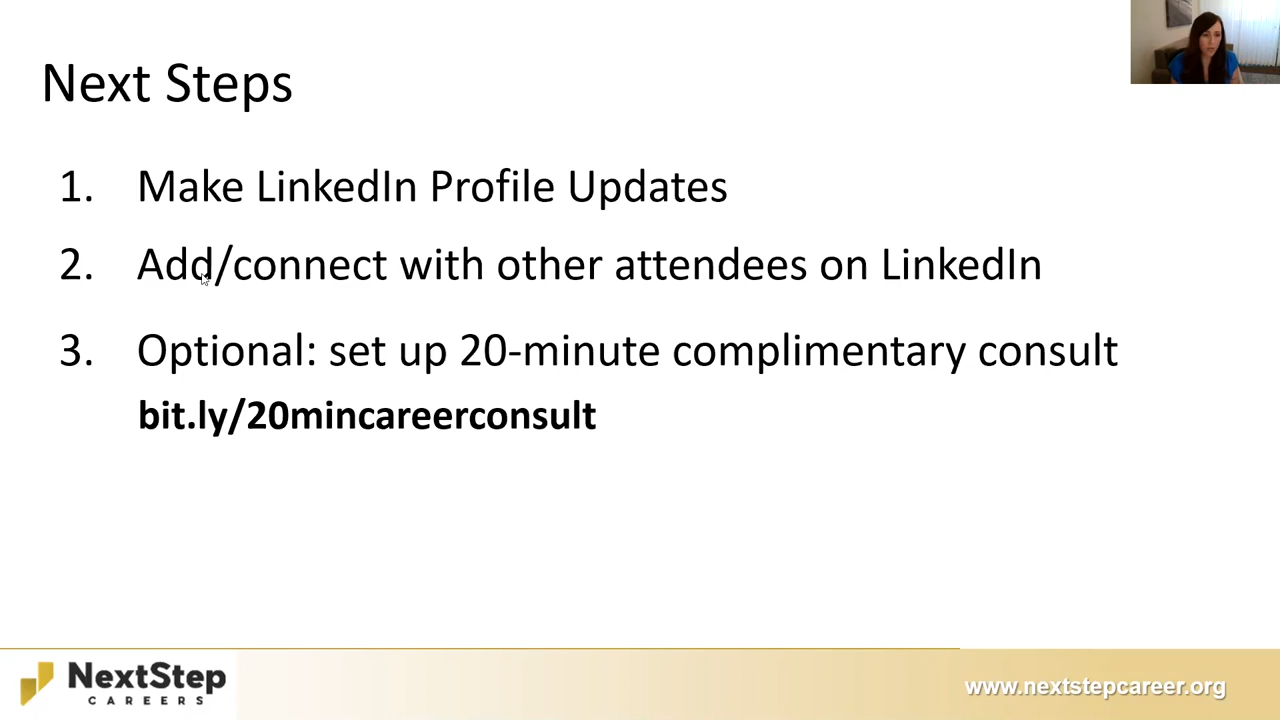 Next Steps
1. Make LinkedIn Profile Updates
2. Add/connect with other attendees on LinkedIn
3. Optional: set up 20-minute complimentary consult
bit.ly/20mincareerconsult
NextStep
CAREERS
www.nextstepcareer.org